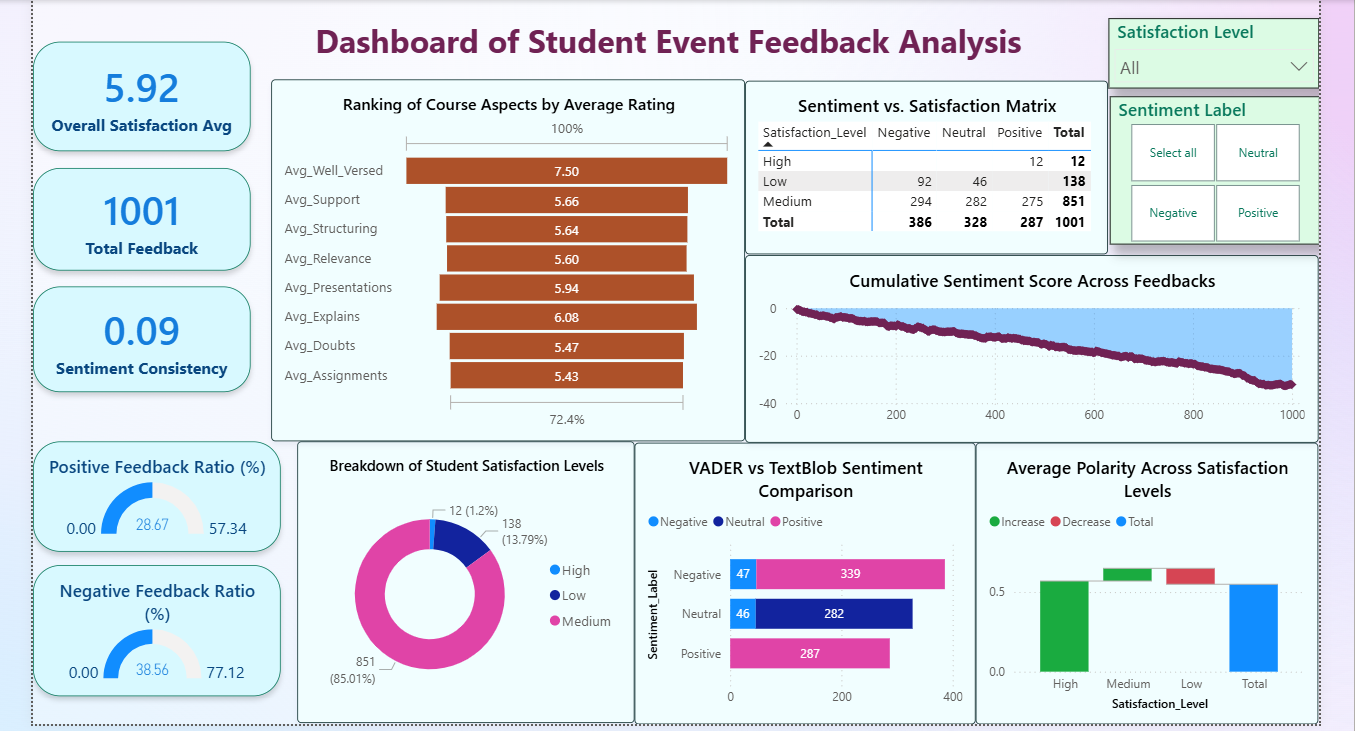 Dashboard of Student Event Feedback Analysis
Satisfaction Level
All
Sentiment Label
Select all
Neutral
Negative
Positive
5.92
Overall Satisfaction Avg
1001
Total Feedback
0.09
Sentiment Consistency
Positive Feedback Ratio (%)
0.00 28.67 57.34
Negative Feedback Ratio
(%)
0.00 38.56 77.12
Ranking of Course Aspects by Average Rating
100%
Avg_Well_Versed 7.50
Avg_Support 5.66
Avg_Structuring 5.64
Avg_Relevance 5.60
Avg_Presentations 5.94
Avg_Explains 6.08
Avg_Doubts 5.47
Avg_Assignments 5.43
72.4%
Sentiment vs. Satisfaction Matrix
Satisfaction_Level Negative Neutral Positive Total
High 12 12
Low 92 46 138
Medium 294 282 275 851
Total 386 328 287 1001
Cumulative Sentiment Score Across Feedbacks
0
-20
-40
0 200 400 600 800 1000
Breakdown of Student Satisfaction Levels
12 (1.2%)
138
(13.79%)
High
Low
Medium
851
(85.01%)
VADER vs TextBlob Sentiment
Comparison
Negative Neutral Positive
Sentiment_Label
Negative 47 339
Neutral 46 282
Positive 287
0 200 400
Average Polarity Across Satisfaction
Levels
Increase Decrease Total
0.5
0.0
High Medium Low Total
Satisfaction_Level